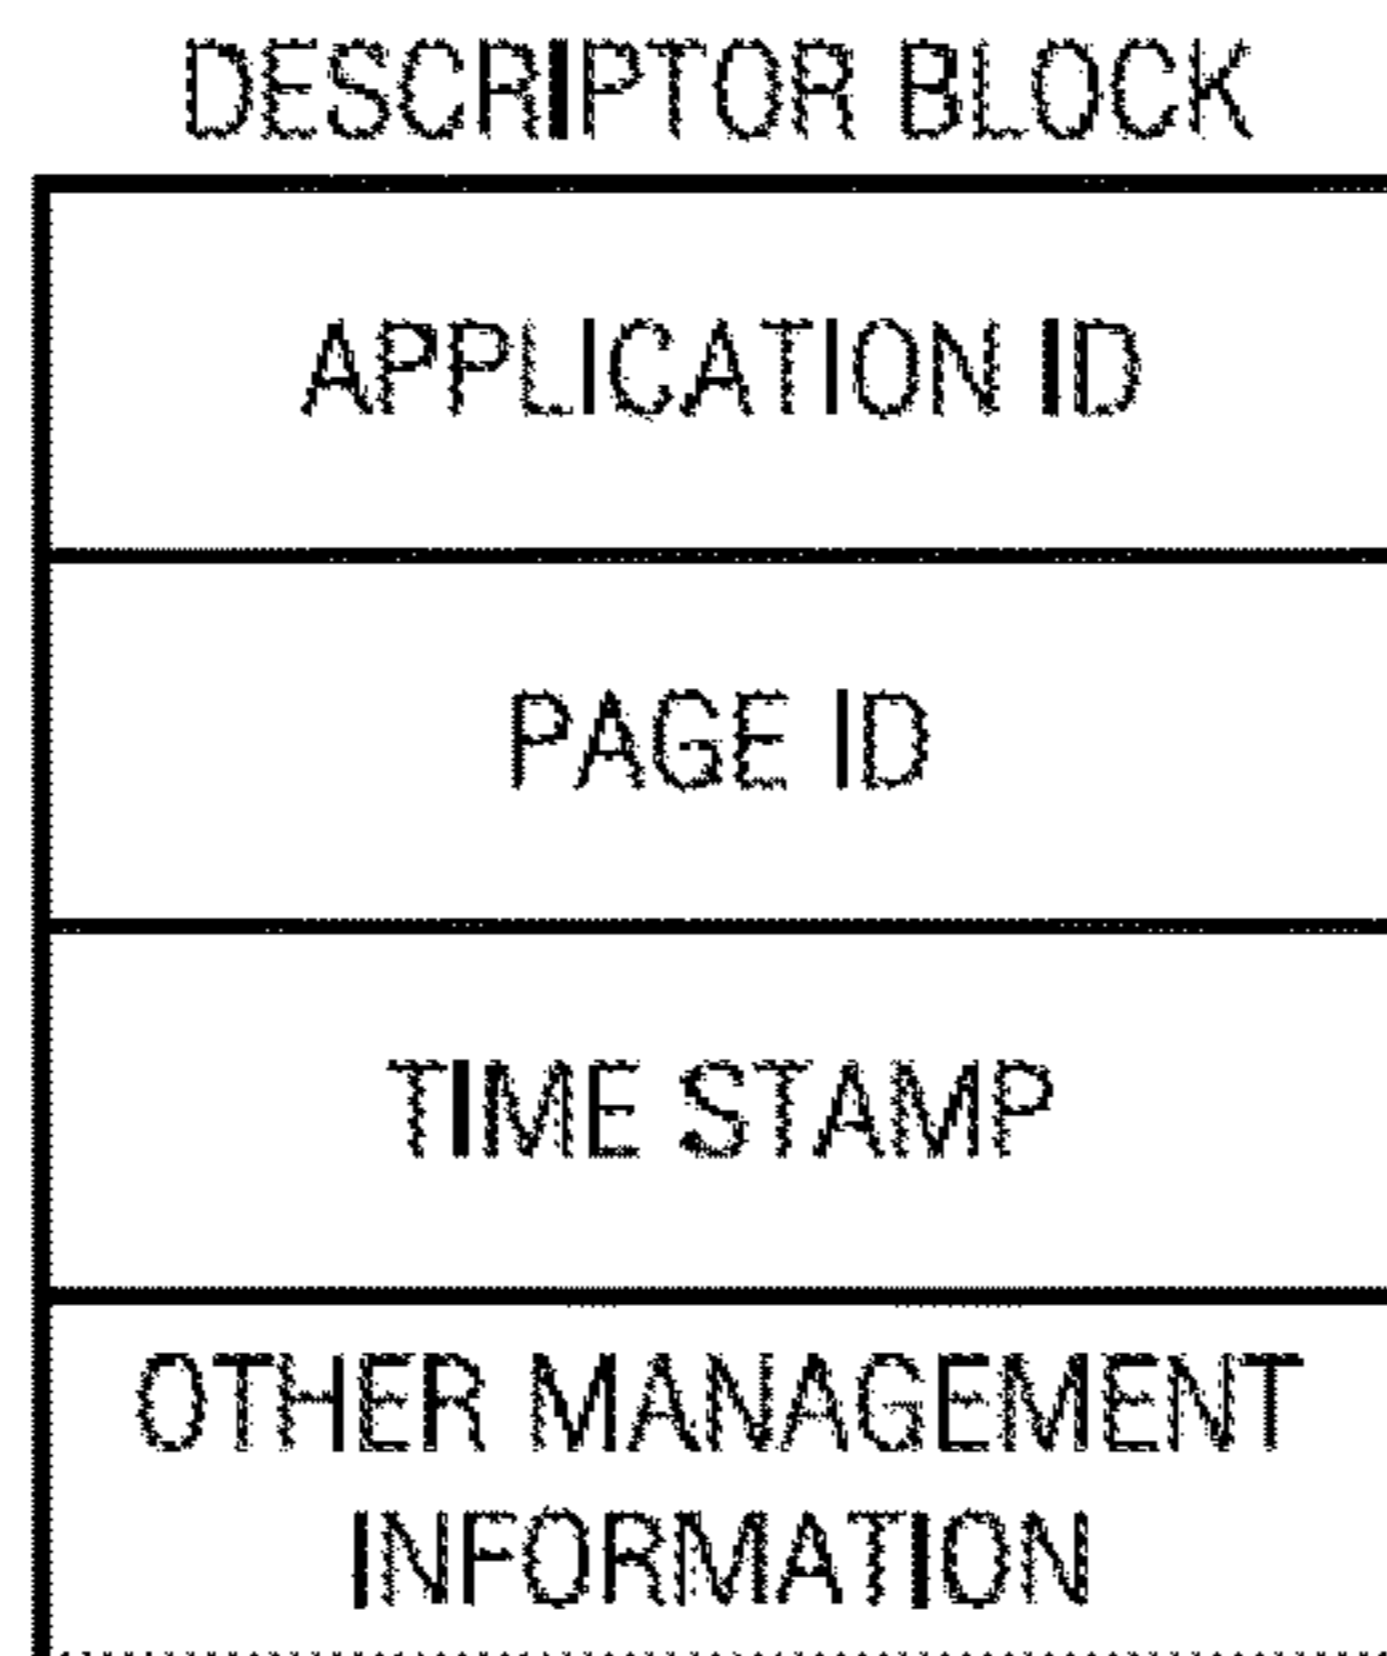 DESCRIPTOR BLOCK
APPLICATION ID
PAGE ID
TIME STAMP
OTHER MANAGEMENT
INFORMATION